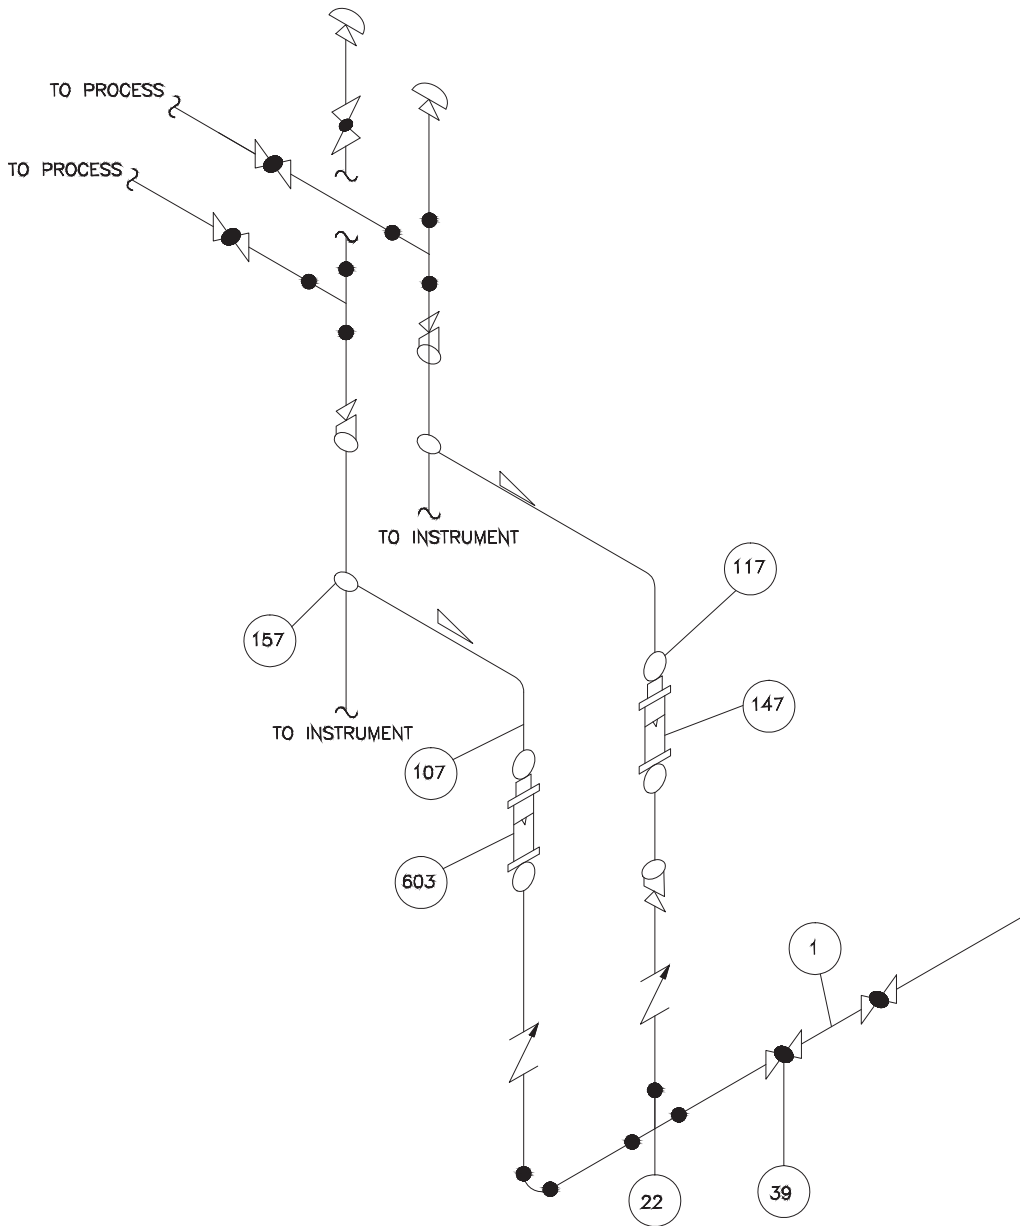 TO PROCESS
TO PROCESS
TO INSTRUMENT
117
157
147
TO INSTRUMENT
107
603
1
22
39